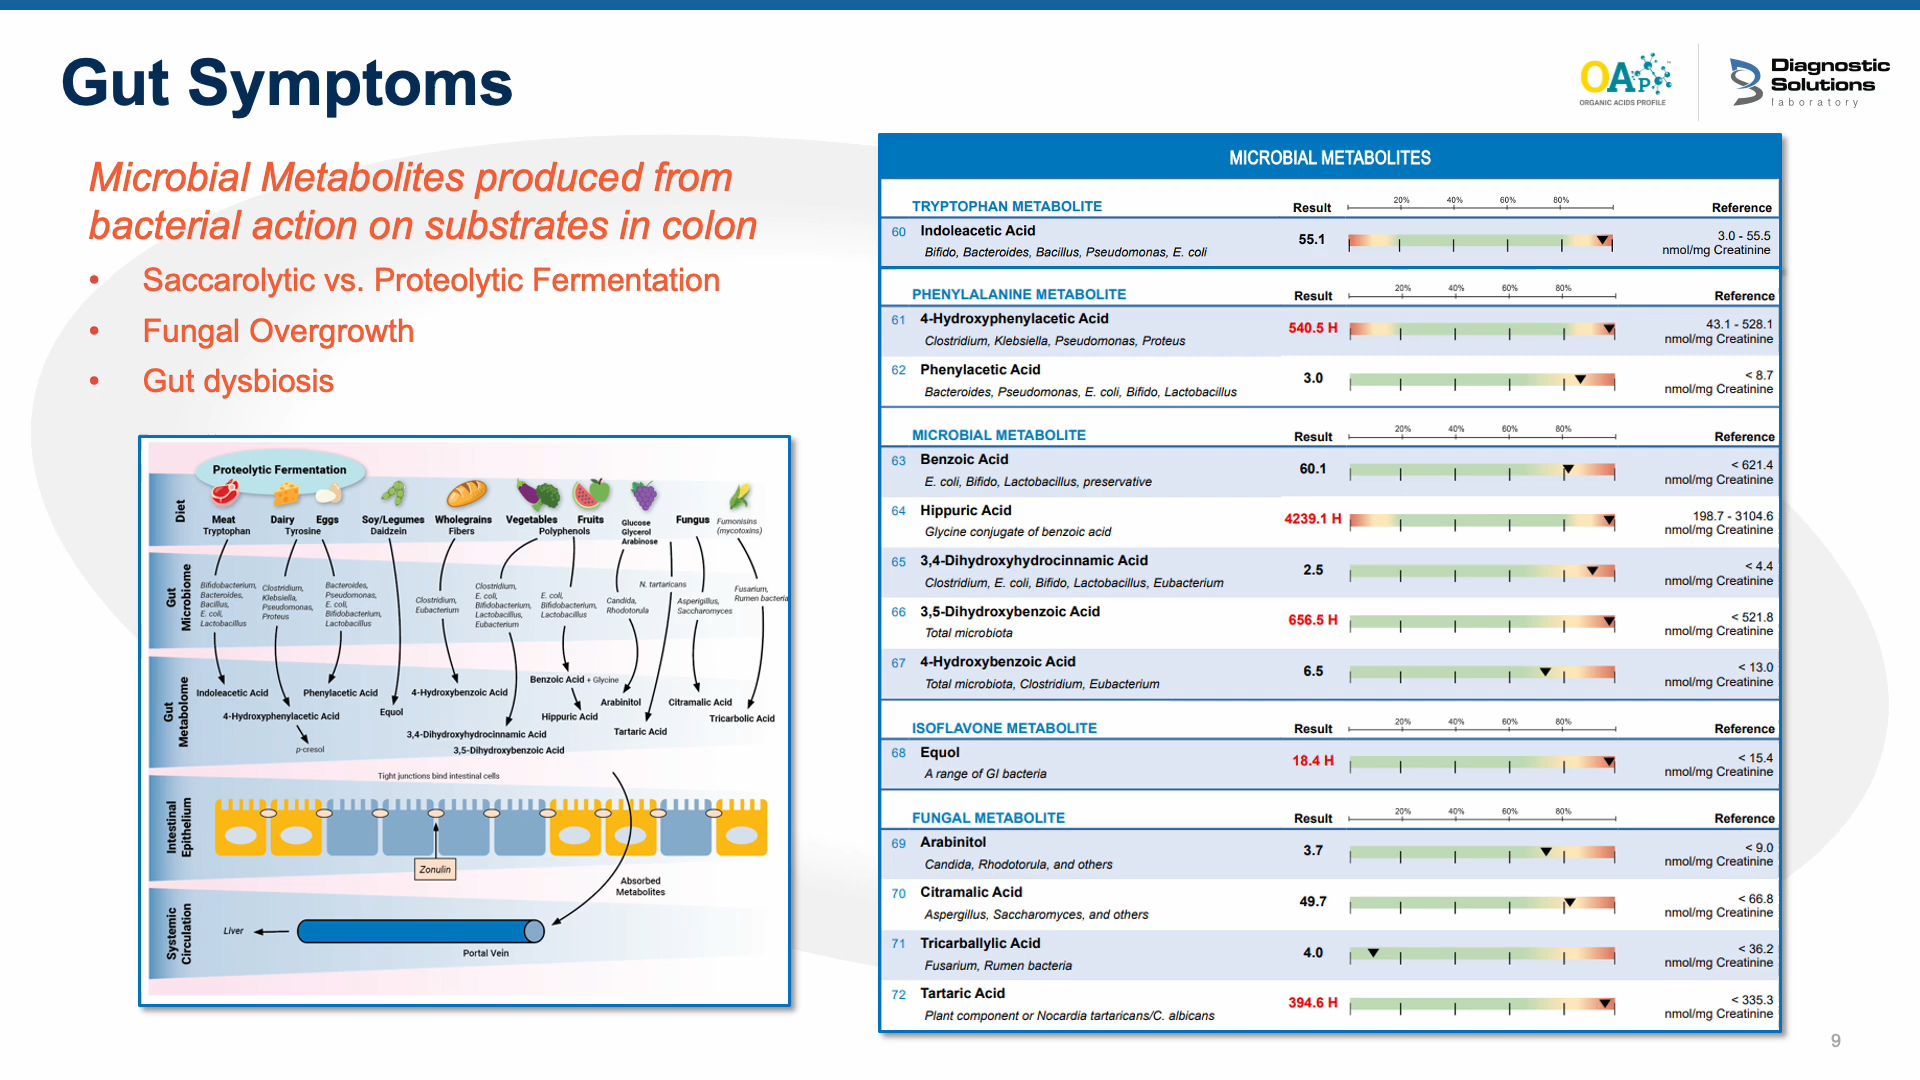 Gut Symptoms
OAP™
ORGANIC ACIDS PROFILE
Diagnostic
Solutions
laboratory
Microbial Metabolites produced from
bacterial action on substrates in colon
• Saccarolytic vs. Proteolytic Fermentation
• Fungal Overgrowth
• Gut dysbiosis
Proteolytic Fermentation
Diet
Meat
Tryptophan
Dairy Eggs
Tyrosine
Soy/Legumes
Daidzein
Wholegrains
Fibers
Vegetables Fruits
Polyphenols
Glucose
Glycerol
Arabinose
Fungus
Fumonisins
(mycotoxins)
Gut
Microbiome
Bifidobacterium,
Bacteroides,
Bacillus,
E. coli,
Lactobacillus
Clostridium,
Klebsiella,
Pseudomonas,
Proteus
Bacteroides,
Pseudomonas,
E. coli,
Bifidobacterium,
Lactobacillus
Clostridium,
Eubacterium
Clostridium,
E. coli,
Bifidobacterium,
Lactobacillus,
Eubacterium
E. coli,
Bifidobacterium,
Lactobacillus
Candida,
Rhodotorula
N. tartaricans
Aspergillus,
Saccharomyces
Fusarium,
Rumen bacteria
Gut
Metabolome
Indoleacetic Acid
4-Hydroxyphenylacetic Acid
p-cresol
Phenylacetic Acid
Equol
4-Hydroxybenzoic Acid
3,4-Dihydroxyhydrocinnamic Acid
3,5-Dihydroxybenzoic Acid
Benzoic Acid + Glycine
Hippuric Acid
Arabinitol
Tartaric Acid
Citramalic Acid
Tricarbolic Acid
Tight junctions bind intestinal cells
Intestinal
Epithelium
Zonulin
Absorbed
Metabolites
Systemic
Circulation
Liver
Portal Vein
MICROBIAL METABOLITES
TRYPTOPHAN METABOLITE Result 20% 40% 60% 80% Reference
60 Indoleacetic Acid 55.1 3.0 - 55.5
Bifido, Bacteroides, Bacillus, Pseudomonas, E. coli nmol/mg Creatinine
PHENYLALANINE METABOLITE Result 20% 40% 60% 80% Reference
61 4-Hydroxyphenylacetic Acid 540.5 H 43.1 - 528.1
Clostridium, Klebsiella, Pseudomonas, Proteus nmol/mg Creatinine
62 Phenylacetic Acid 3.0 < 8.7
Bacteroides, Pseudomonas, E. coli, Bifido, Lactobacillus nmol/mg Creatinine
MICROBIAL METABOLITE Result 20% 40% 60% 80% Reference
63 Benzoic Acid 60.1 < 621.4
E. coli, Bifido, Lactobacillus, preservative nmol/mg Creatinine
64 Hippuric Acid 4239.1 H 198.7 - 3104.6
Glycine conjugate of benzoic acid nmol/mg Creatinine
65 3,4-Dihydroxyhydrocinnamic Acid 2.5 < 4.4
Clostridium, E. coli, Bifido, Lactobacillus, Eubacterium nmol/mg Creatinine
66 3,5-Dihydroxybenzoic Acid 656.5 H < 521.8
Total microbiota nmol/mg Creatinine
67 4-Hydroxybenzoic Acid 6.5 < 13.0
Total microbiota, Clostridium, Eubacterium nmol/mg Creatinine
ISOFLAVONE METABOLITE Result 20% 40% 60% 80% Reference
68 Equol 18.4 H < 15.4
A range of GI bacteria nmol/mg Creatinine
FUNGAL METABOLITE Result 20% 40% 60% 80% Reference
69 Arabinitol 3.7 < 9.0
Candida, Rhodotorula, and others nmol/mg Creatinine
70 Citramalic Acid 49.7 < 66.8
Aspergillus, Saccharomyces, and others nmol/mg Creatinine
71 Tricarballylic Acid 4.0 < 36.2
Fusarium, Rumen bacteria nmol/mg Creatinine
72 Tartaric Acid 394.6 H < 335.3
Plant component or Nocardia tartaricans/C. albicans nmol/mg Creatinine
9